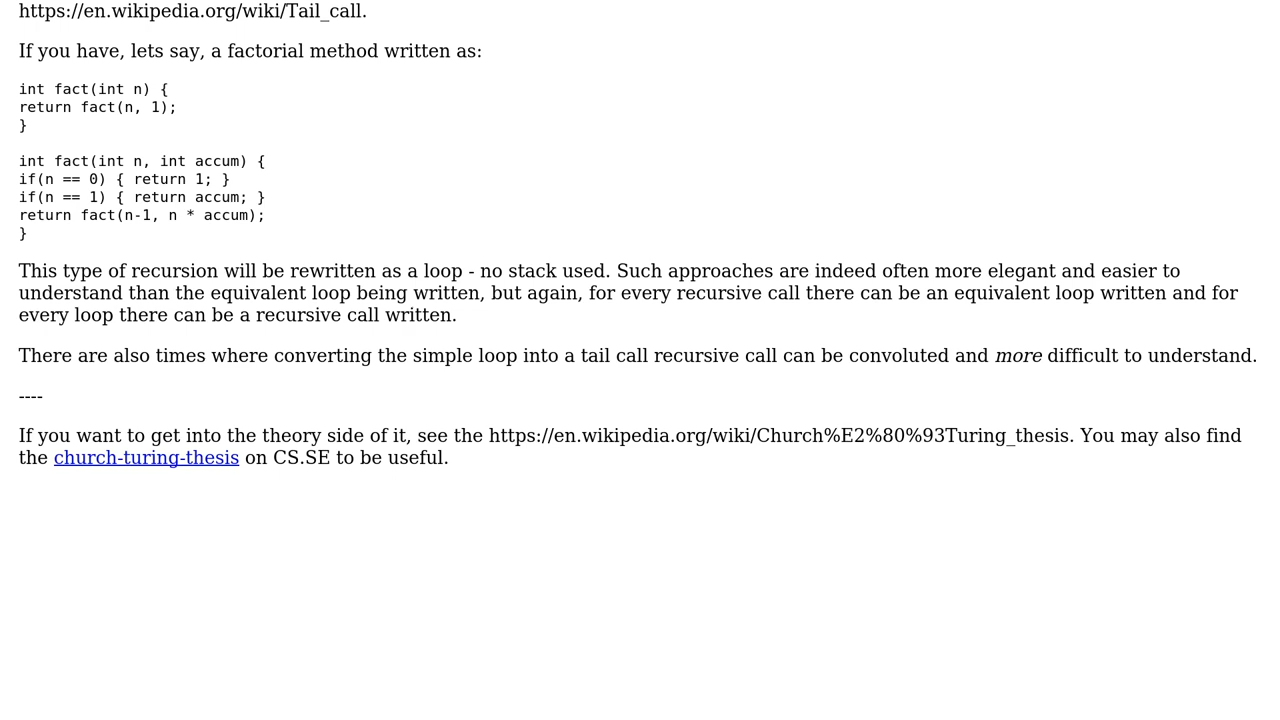 https://en.wikipedia.org/wiki/Tail_call.
If you have, lets say, a factorial method written as:
int fact(int n) {
return fact(n, 1);
}
int fact(int n, int accum) {
if(n == 0) { return 1; }
if(n == 1) { return accum; }
return fact(n-1, n * accum);
}
This type of recursion will be rewritten as a loop - no stack used. Such approaches are indeed often more elegant and easier to
understand than the equivalent loop being written, but again, for every recursive call there can be an equivalent loop written and for
every loop there can be a recursive call written.
There are also times where converting the simple loop into a tail call recursive call can be convoluted and more difficult to understand.
----
If you want to get into the theory side of it, see the https://en.wikipedia.org/wiki/Church%E2%80%93Turing_thesis. You may also find
the church-turing-thesis on CS.SE to be useful.